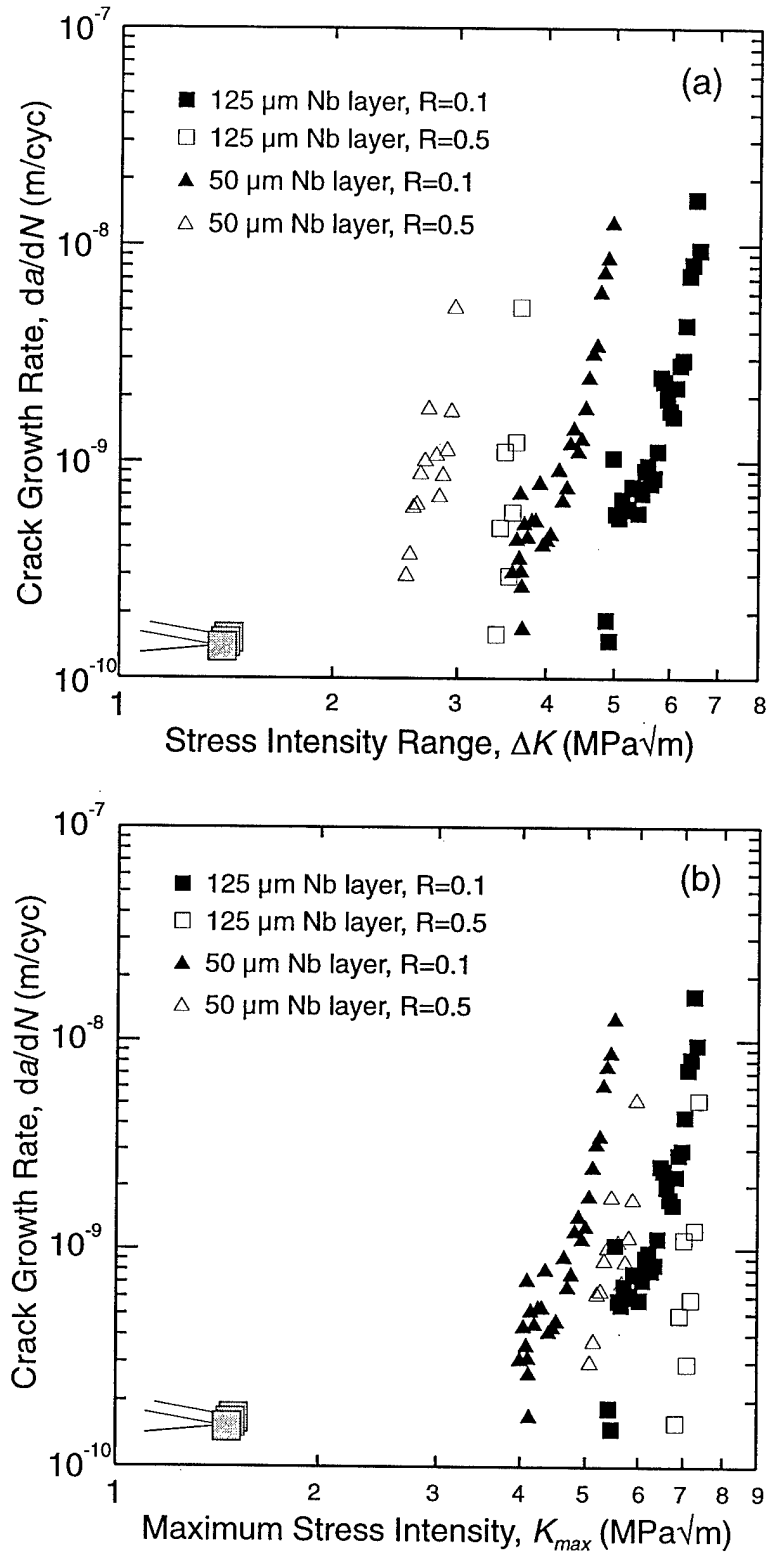 10⁻⁷
10⁻⁸
10⁻⁹
10⁻¹⁰
Crack Growth Rate, da/dN (m/cyc)
(a)
■ 125 µm Nb layer, R=0.1
□ 125 µm Nb layer, R=0.5
▲ 50 µm Nb layer, R=0.1
△ 50 µm Nb layer, R=0.5
1 2 3 4 5 6 7 8
Stress Intensity Range, ΔK (MPa√m)
10⁻⁷
10⁻⁸
10⁻⁹
10⁻¹⁰
Crack Growth Rate, da/dN (m/cyc)
(b)
■ 125 µm Nb layer, R=0.1
□ 125 µm Nb layer, R=0.5
▲ 50 µm Nb layer, R=0.1
△ 50 µm Nb layer, R=0.5
1 2 3 4 5 6 7 8 9
Maximum Stress Intensity, Kmax (MPa√m)